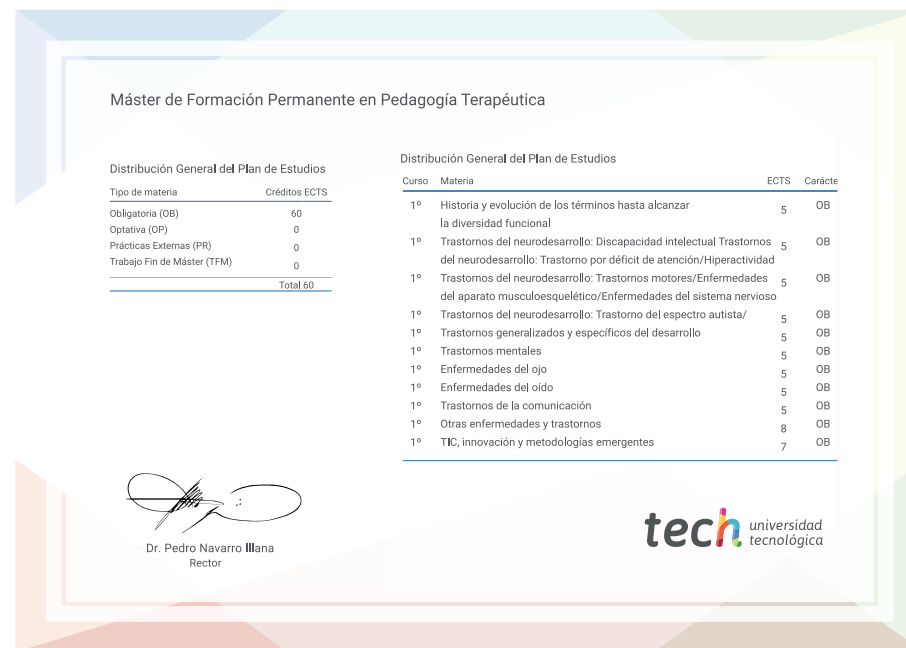 Máster de Formación Permanente en Pedagogía Terapéutica
Distribución General del Plan de Estudios
Tipo de materia Créditos ECTS
Obligatoria (OB) 60
Optativa (OP) 0
Prácticas Externas (PR) 0
Trabajo Fin de Máster (TFM) 0
Total 60
Distribución General del Plan de Estudios
Curso Materia ECTS Carácte
1º Historia y evolución de los términos hasta alcanzar 5 OB
la diversidad funcional
1º Trastornos del neurodesarrollo: Discapacidad intelectual Trastornos 5 OB
del neurodesarrollo: Trastorno por déficit de atención/Hiperactividad
1º Trastornos del neurodesarrollo: Trastornos motores/Enfermedades 5 OB
del aparato musculoesquelético/Enfermedades del sistema nervioso
1º Trastornos del neurodesarrollo: Trastorno del espectro autista/ 5 OB
1º Trastornos generalizados y específicos del desarrollo 5 OB
1º Trastornos mentales 5 OB
1º Enfermedades del ojo 5 OB
1º Enfermedades del oído 5 OB
1º Trastornos de la comunicación 5 OB
1º Otras enfermedades y trastornos 8 OB
1º TIC, innovación y metodologías emergentes 7 OB
Dr. Pedro Navarro Illana
Rector
tech universidad
tecnológica